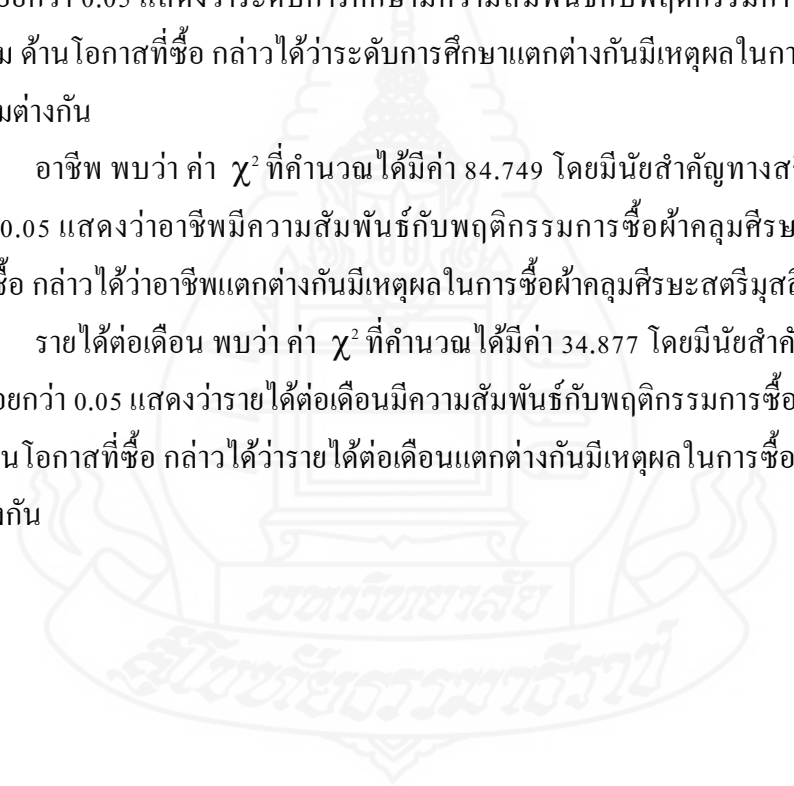 0.05 แสดงว่าระดับการศึกษามีความสัมพันธ์กับพฤติกรรมกา
ม ด้านโอกาสที่ซื้อ กล่าวได้ว่าระดับการศึกษาแตกต่างกันมีเหตุผลในกา
มต่างกัน
อาชีพ พบว่า ค่า χ² ที่คำนวณได้มีค่า 84.749 โดยมีนัยสำคัญทางส
0.05 แสดงว่าอาชีพมีความสัมพันธ์กับพฤติกรรมการซื้อผ้าคลุมศีรษ
ซื้อ กล่าวได้ว่าอาชีพแตกต่างกันมีเหตุผลในการซื้อผ้าคลุมศีรษะสตรีมุสลิ
รายได้ต่อเดือน พบว่า ค่า χ² ที่คำนวณได้มีค่า 34.877 โดยมีนัยสำคั
อยกว่า 0.05 แสดงว่ารายได้ต่อเดือนมีความสัมพันธ์กับพฤติกรรมการซื้อ
นโอกาสที่ซื้อ กล่าวได้ว่ารายได้ต่อเดือนแตกต่างกันมีเหตุผลในการซื้อ
งกัน
มหาวิทยาลัย
สุโขทัยธรรมาธิราช